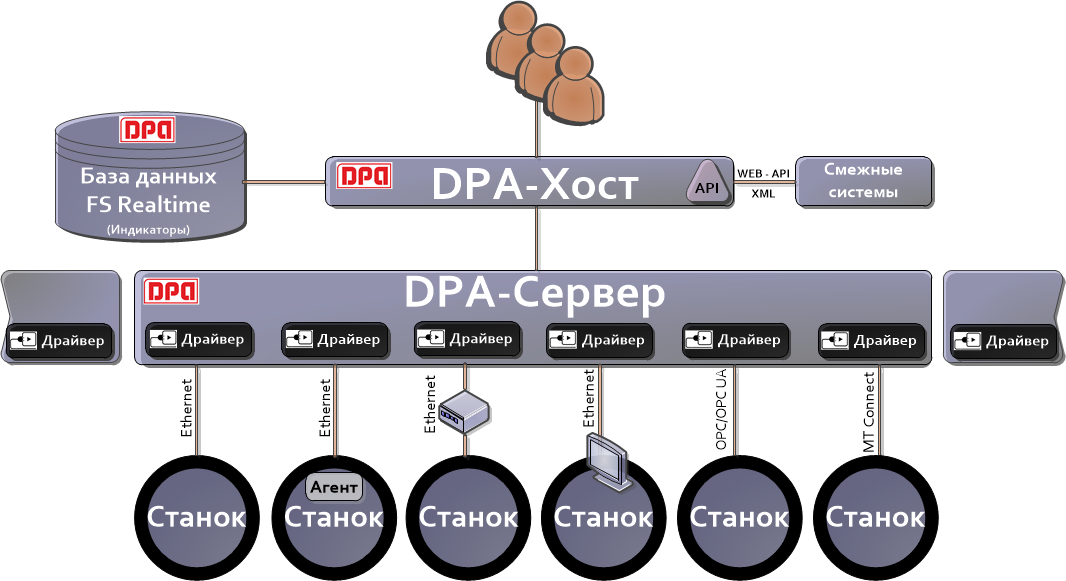 DPA
База данных
FS Realtime
(Индикаторы)
DPA
DPA-Хост
API
WEB - API
XML
Смежные
системы
DPA
DPA-Сервер
Драйвер
Драйвер
Драйвер
Драйвер
Драйвер
Драйвер
Драйвер
Драйвер
Ethernet
Ethernet
Ethernet
Ethernet
OPC/OPC UA
MT Connect
Агент
Станок
Станок
Станок
Станок
Станок
Станок